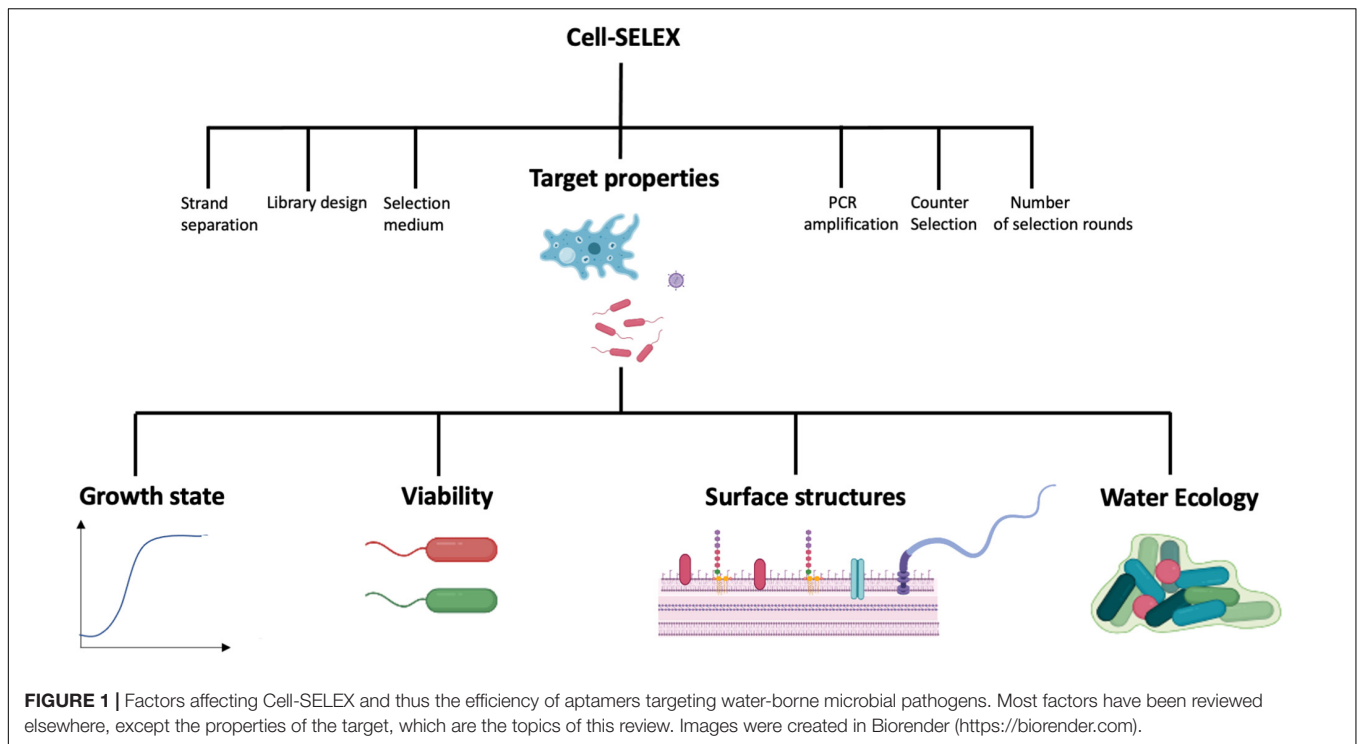 Cell-SELEX
Strand
separation
Library design
Selection
medium
Target properties
PCR
amplification
Counter
Selection
Number
of selection rounds
Growth state
Viability
Surface structures
Water Ecology
FIGURE 1 | Factors affecting Cell-SELEX and thus the efficiency of aptamers targeting water-borne microbial pathogens. Most factors have been reviewed
elsewhere, except the properties of the target, which are the topics of this review. Images were created in Biorender (https://biorender.com).